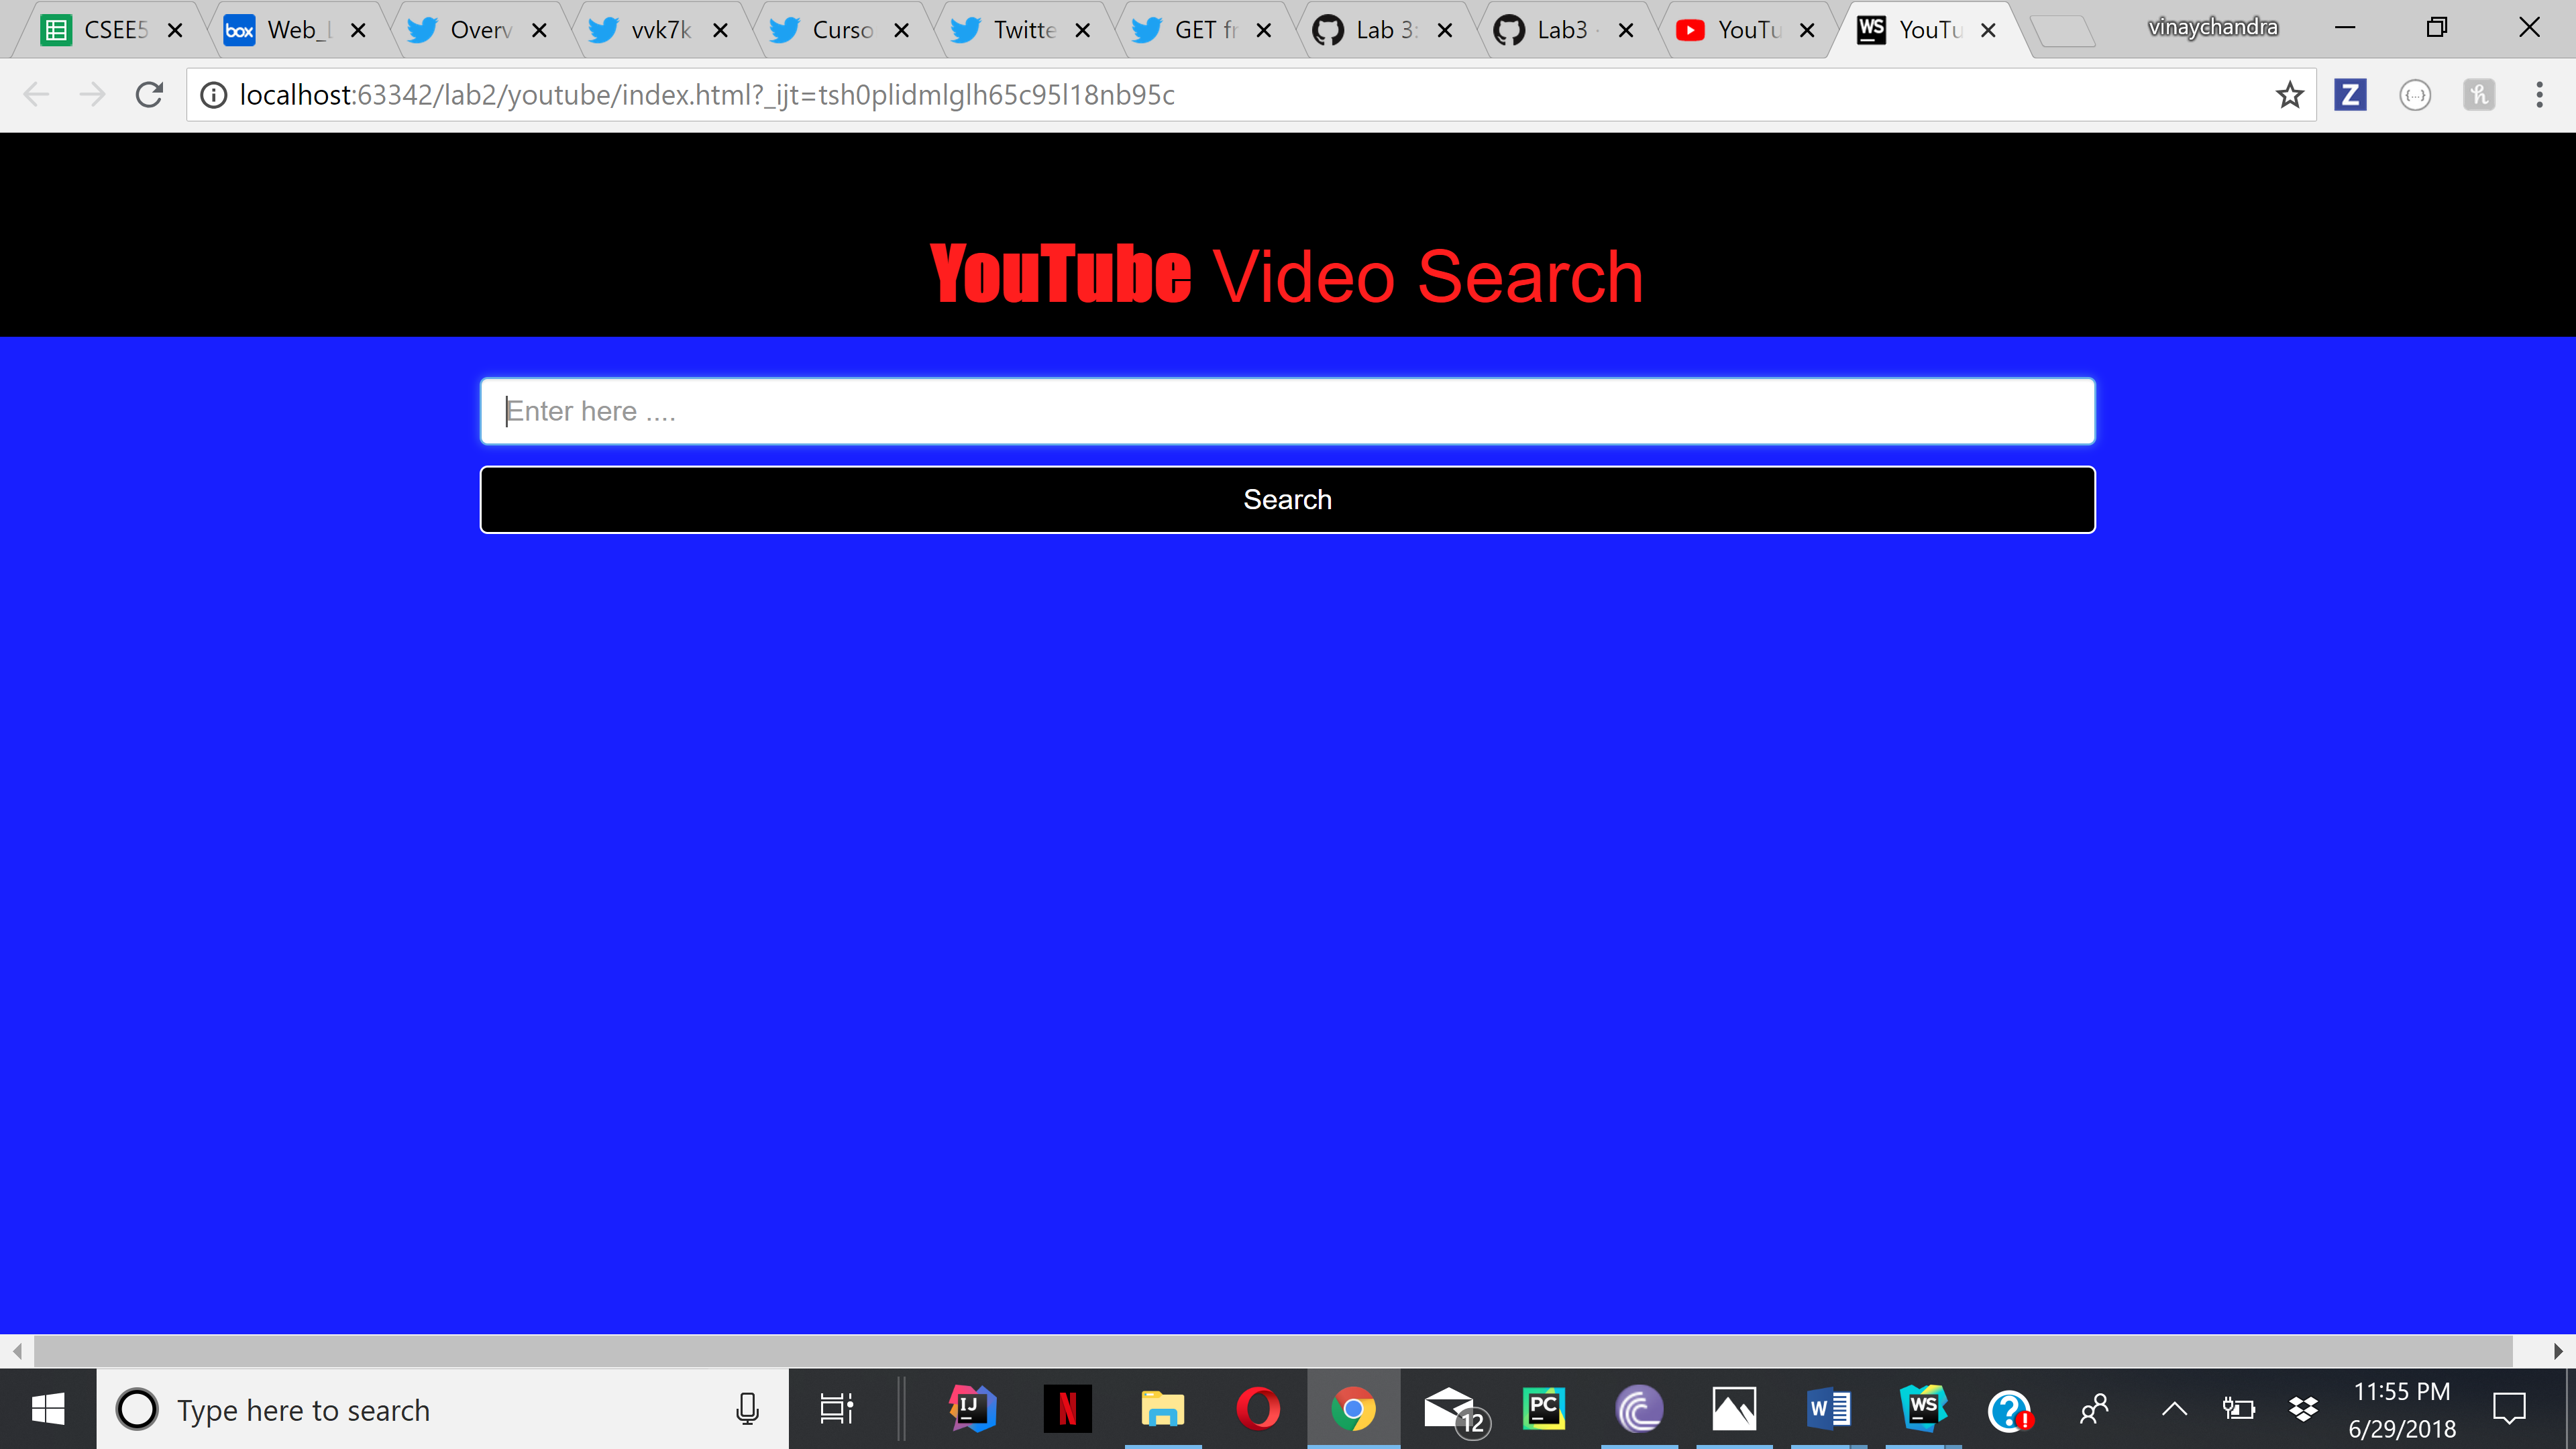 CSEE5
box Web_L
Overv
vvk7k
Curso
Twitte
GET fr
Lab 3:
Lab3 ·
YouTu
WS YouTu
vinaychandra
localhost:63342/lab2/youtube/index.html?_ijt=tsh0plidmlglh65c95l18nb95c
Z
{...}
h
YouTube Video Search
Enter here ....
Search
Type here to search
IJ
N
12
PC
W
WS
11:55 PM
6/29/2018